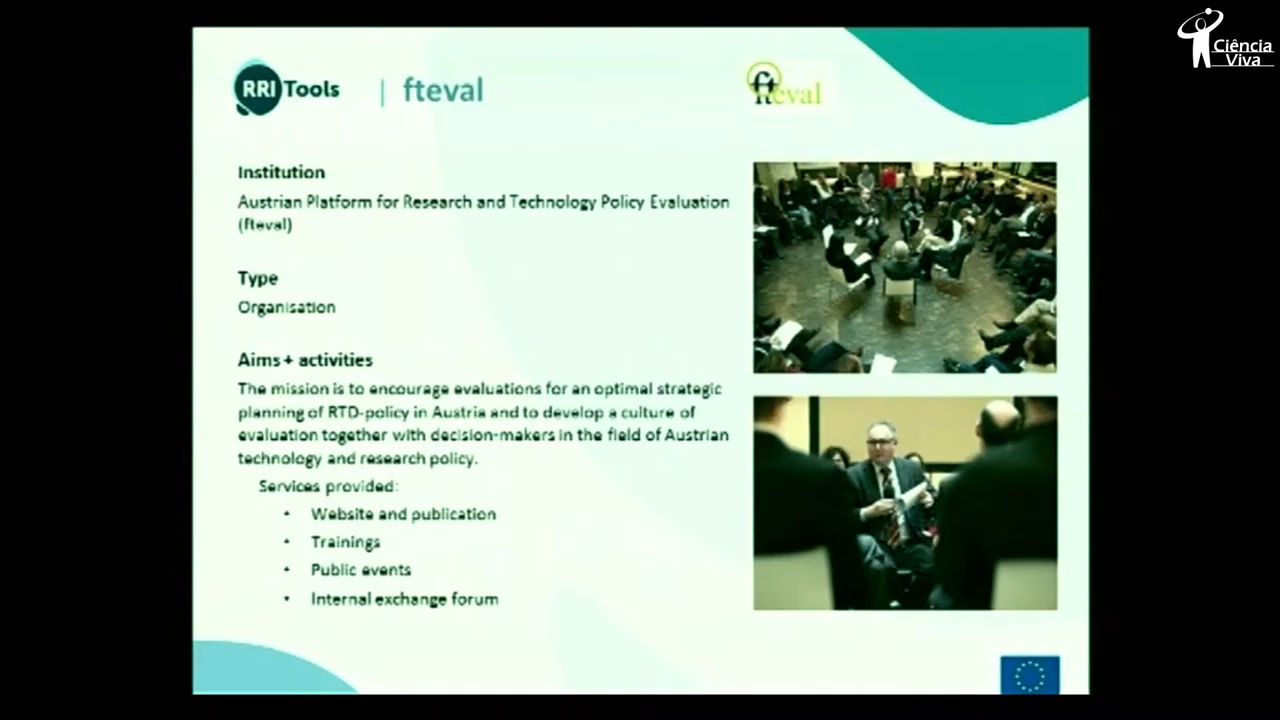 Ciência
Viva
RRI Tools | fteval
fteval
Institution
Austrian Platform for Research and Technology Policy Evaluation
(fteval)
Type
Organisation
Aims + activities
The mission is to encourage evaluations for an optimal strategic
planning of RTD-policy in Austria and to develop a culture of
evaluation together with decision-makers in the field of Austrian
technology and research policy.
Services provided:
• Website and publication
• Trainings
• Public events
• Internal exchange forum